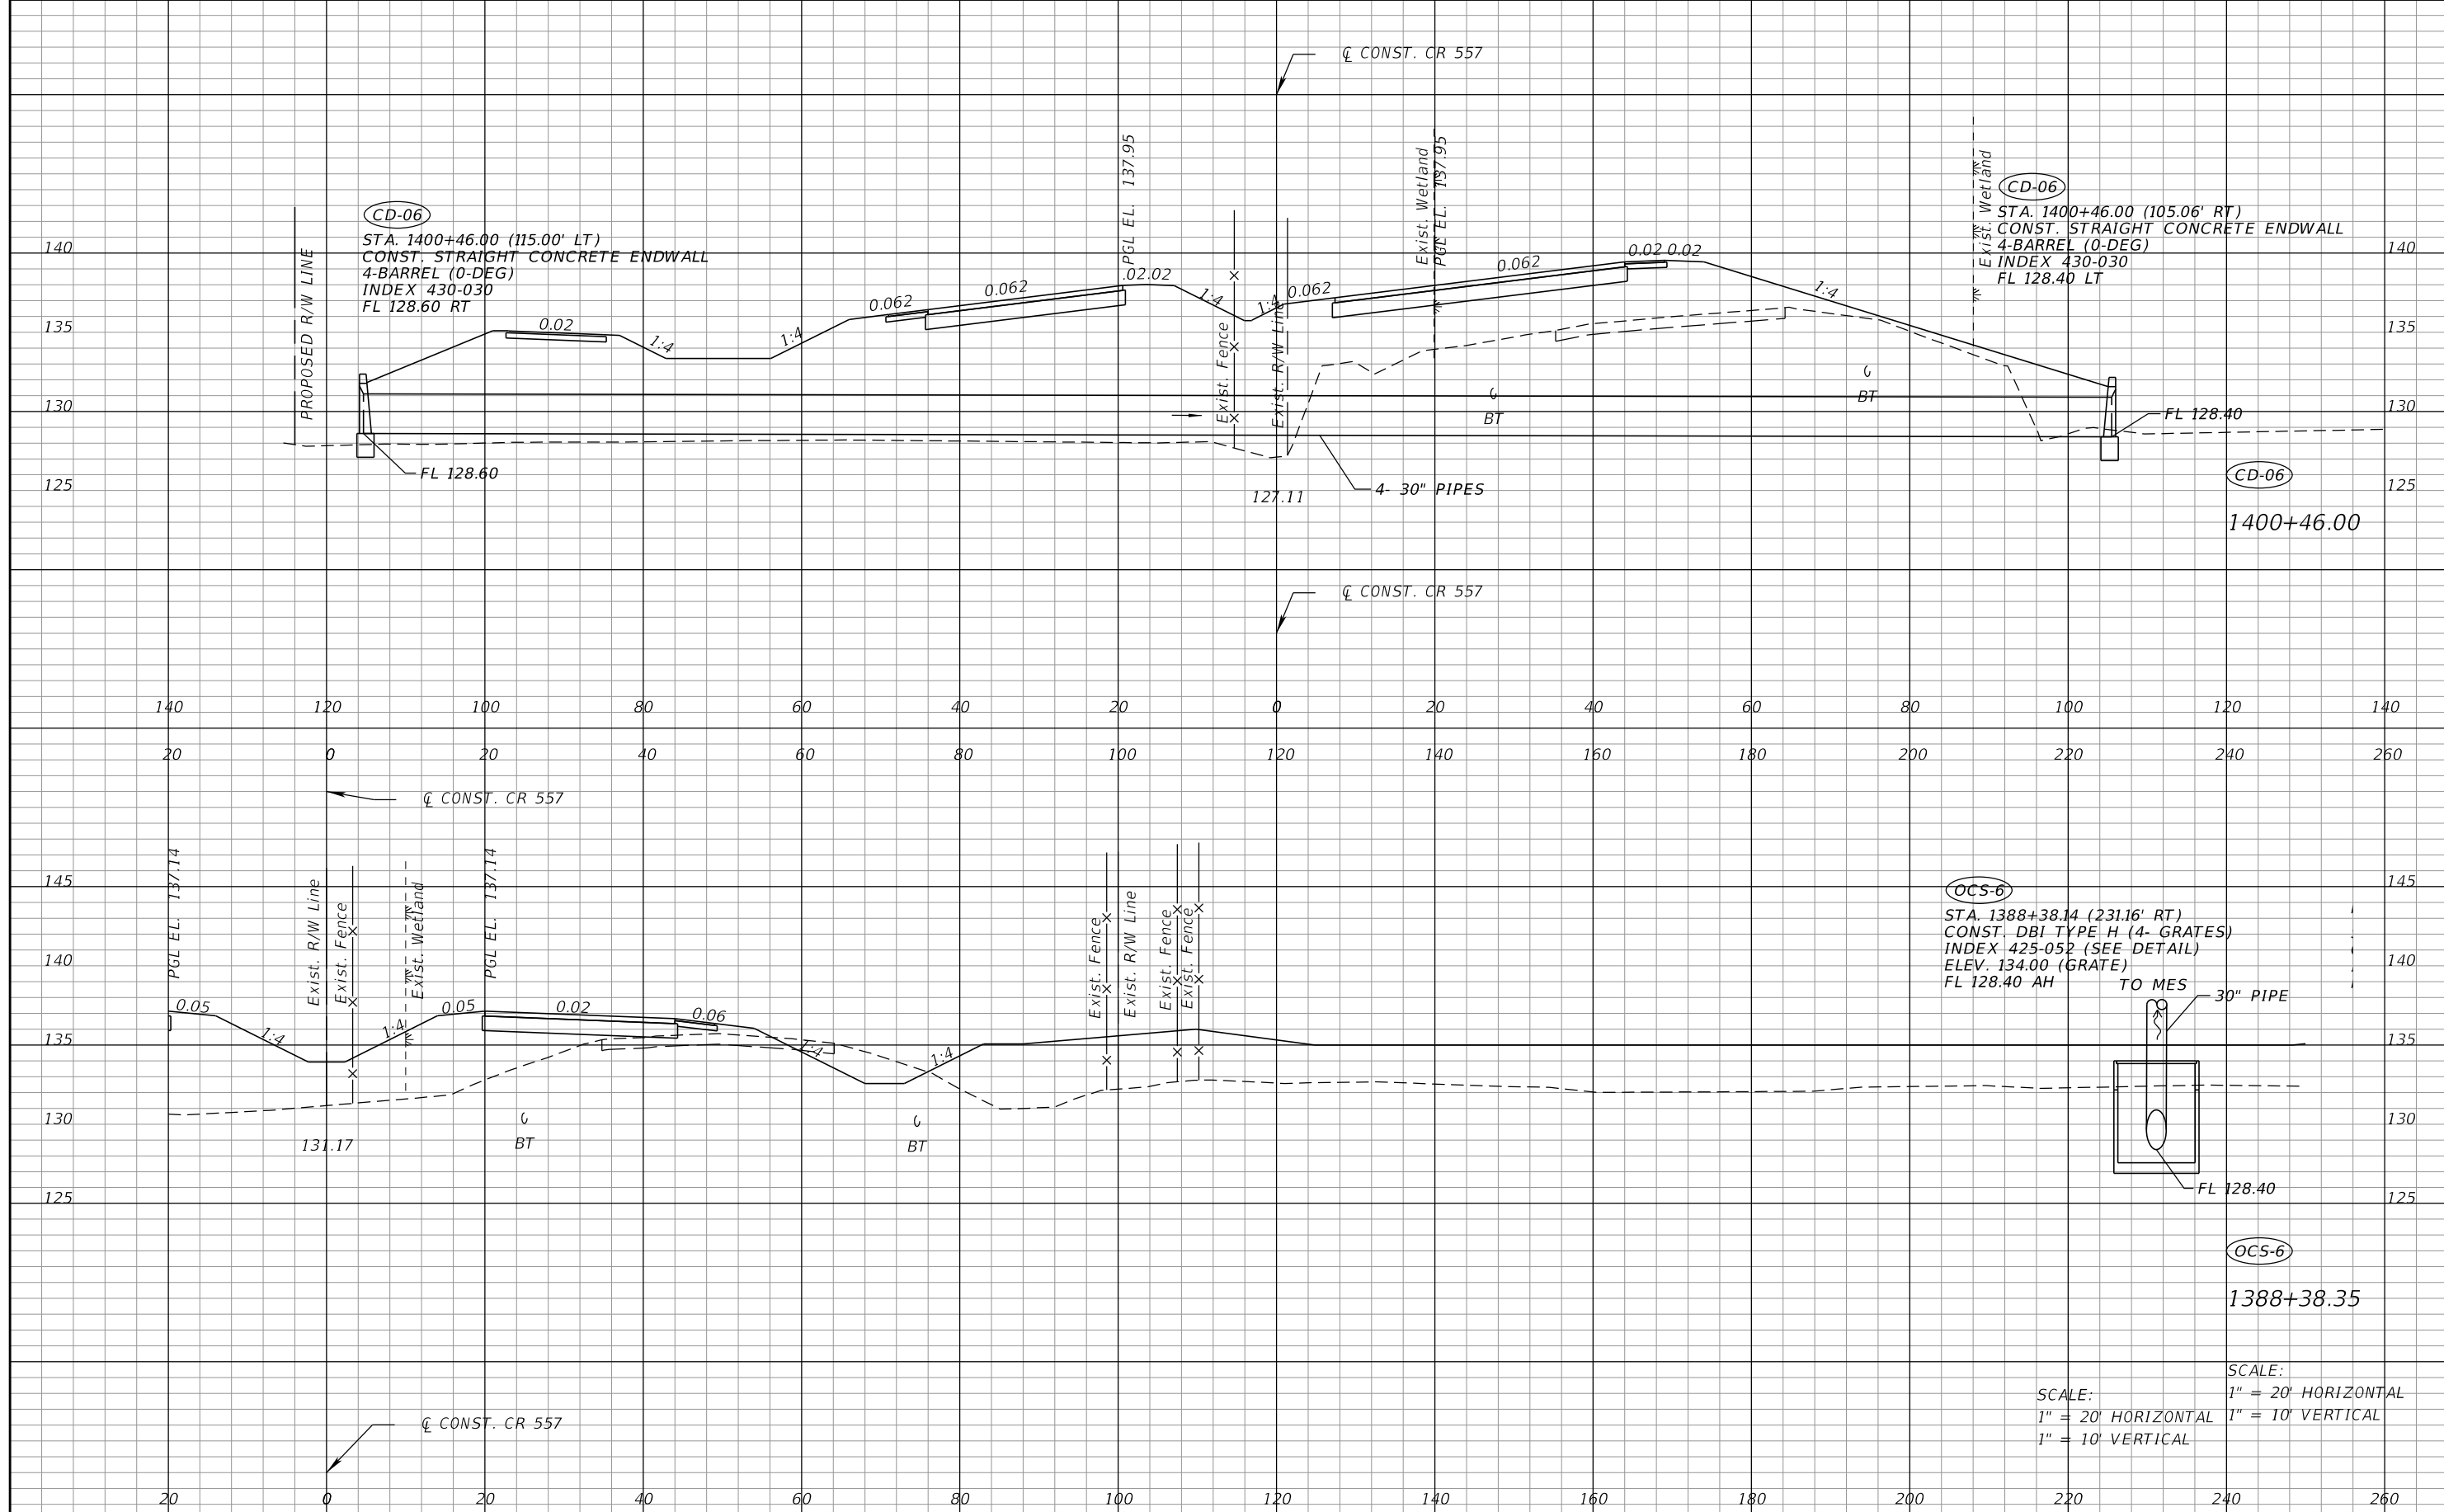 ℄ CONST. CR 557
CD-06
STA. 1400+46.00 (115.00' LT)
CONST. STRAIGHT CONCRETE ENDWALL
4-BARREL (0-DEG)
INDEX 430-030
FL 128.60 RT
PROPOSED R/W LINE
PGL EL. 137.95
Exist. Wetland
PGL EL. 137.95
Exist. Wetland
CD-06
STA. 1400+46.00 (105.06' RT)
CONST. STRAIGHT CONCRETE ENDWALL
4-BARREL (0-DEG)
INDEX 430-030
FL 128.40 LT
140
140
135
135
130
130
125
125
0.02
1:4
1:4
0.062
0.062
.02.02
1:4
1:4
0.062
0.062
0.02 0.02
1:4
Exist. Fence
Exist. R/W Line
BT
BT
FL 128.40
FL 128.60
127.11
4- 30" PIPES
CD-06
1400+46.00
℄ CONST. CR 557
140 120 100 80 60 40 20 0 20 40 60 80 100 120 140
20 0 20 40 60 80 100 120 140 160 180 200 220 240 260
℄ CONST. CR 557
PGL EL. 137.14
Exist. R/W Line
Exist. Fence
Exist. Wetland
PGL EL. 137.14
Exist. Fence
Exist. R/W Line
Exist. Fence
Exist. Fence
OCS-6
STA. 1388+38.14 (231.16' RT)
CONST. DBI TYPE H (4- GRATES)
INDEX 425-052 (SEE DETAIL)
ELEV. 134.00 (GRATE)
FL 128.40 AH
TO MES
30" PIPE
145
145
140
140
135
135
130
130
125
125
0.05
1:4
1:4
0.05
0.02
0.06
1:4
1:4
131.17
BT
BT
FL 128.40
OCS-6
1388+38.35
SCALE:
1" = 20' HORIZONTAL
1" = 10' VERTICAL
SCALE:
1" = 20' HORIZONTAL
1" = 10' VERTICAL
℄ CONST. CR 557
20 0 20 40 60 80 100 120 140 160 180 200 220 240 260